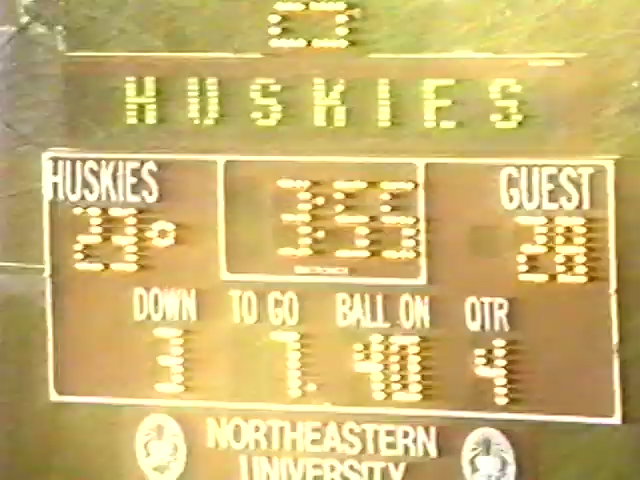 HUSKIES
HUSKIES 3:55 GUEST
23 28
DOWN TO GO BALL ON QTR
3 7 40 4
NORTHEASTERN
UNIVERSITY